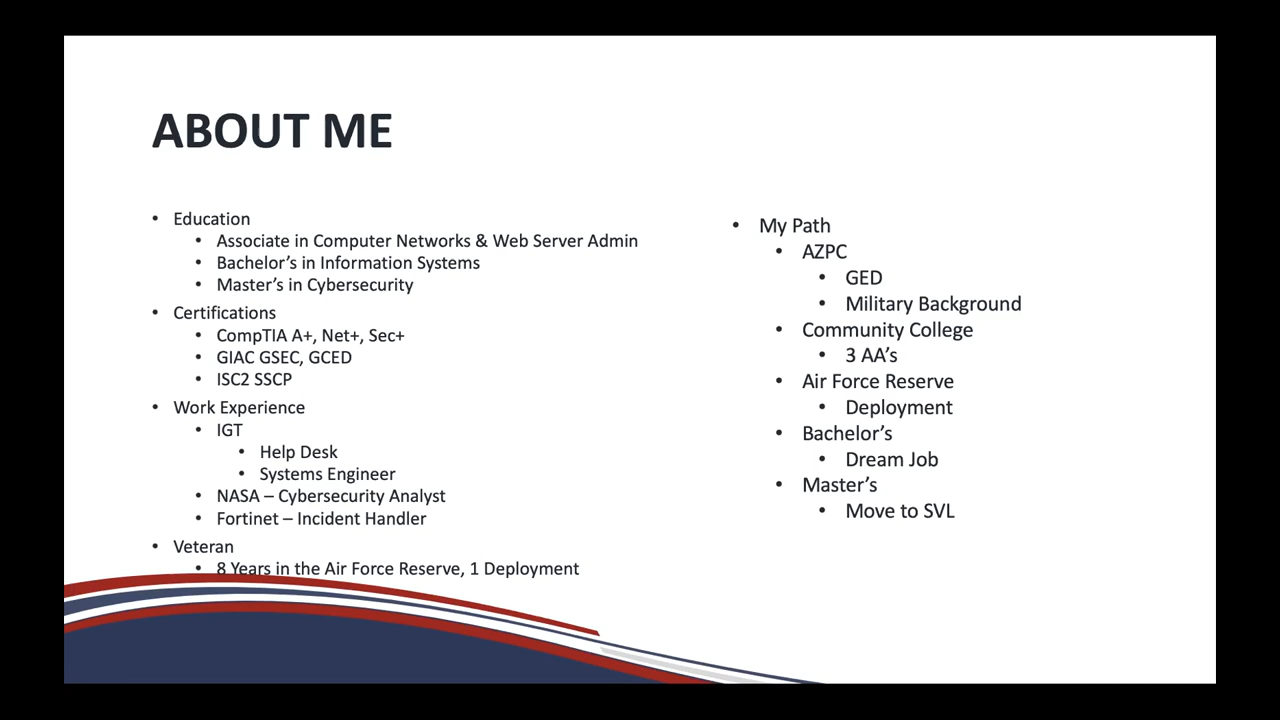 ABOUT ME
• Education
• Associate in Computer Networks & Web Server Admin
• Bachelor’s in Information Systems
• Master’s in Cybersecurity
• Certifications
• CompTIA A+, Net+, Sec+
• GIAC GSEC, GCED
• ISC2 SSCP
• Work Experience
• IGT
• Help Desk
• Systems Engineer
• NASA – Cybersecurity Analyst
• Fortinet – Incident Handler
• Veteran
• 8 Years in the Air Force Reserve, 1 Deployment
• My Path
• AZPC
• GED
• Military Background
• Community College
• 3 AA’s
• Air Force Reserve
• Deployment
• Bachelor’s
• Dream Job
• Master’s
• Move to SVL